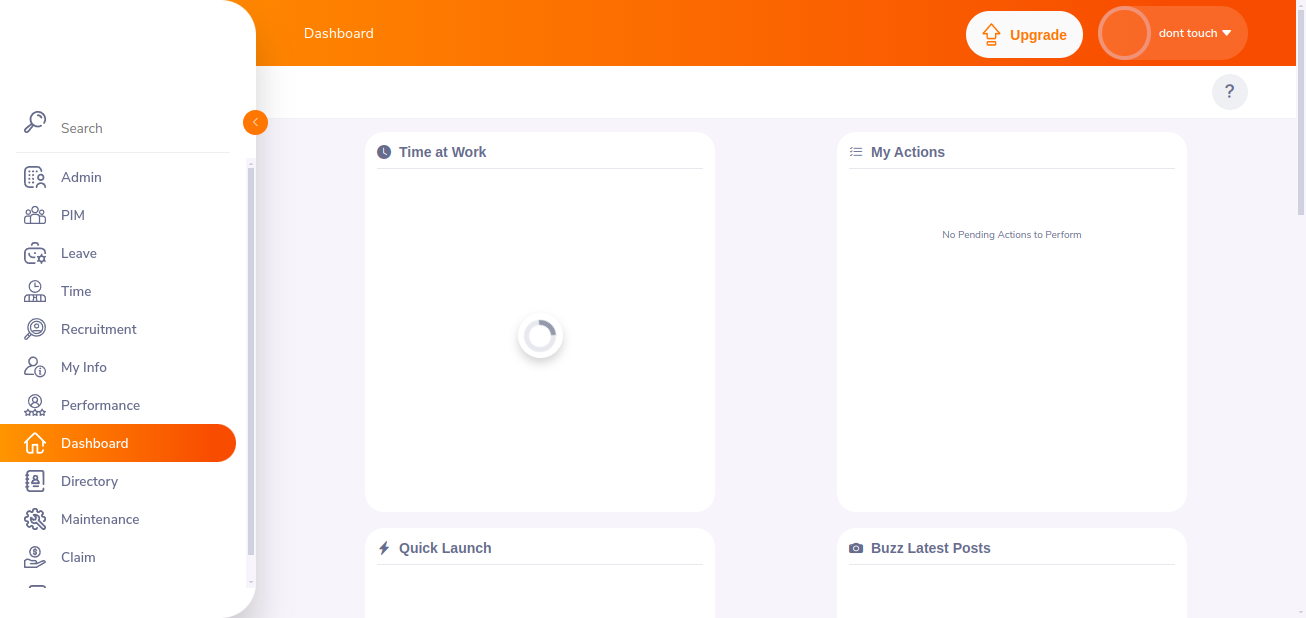 Dashboard
Upgrade
dont touch
?
Search
Admin
PIM
Leave
Time
Recruitment
My Info
Performance
Dashboard
Directory
Maintenance
Claim
Time at Work
My Actions
No Pending Actions to Perform
Quick Launch
Buzz Latest Posts